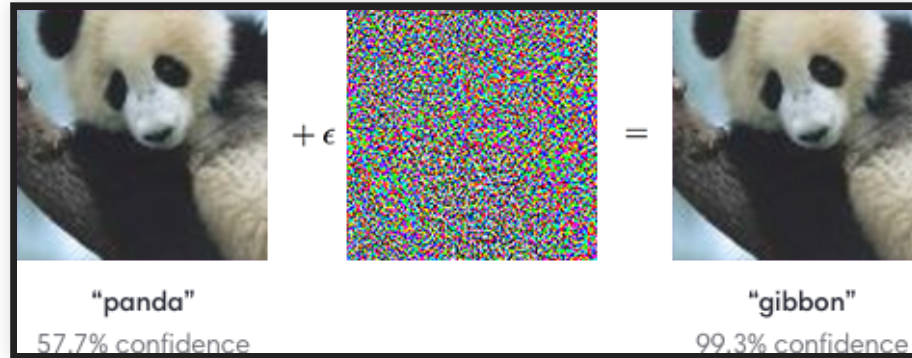 + ϵ
=
“panda”
57.7% confidence
“gibbon”
99.3% confidence